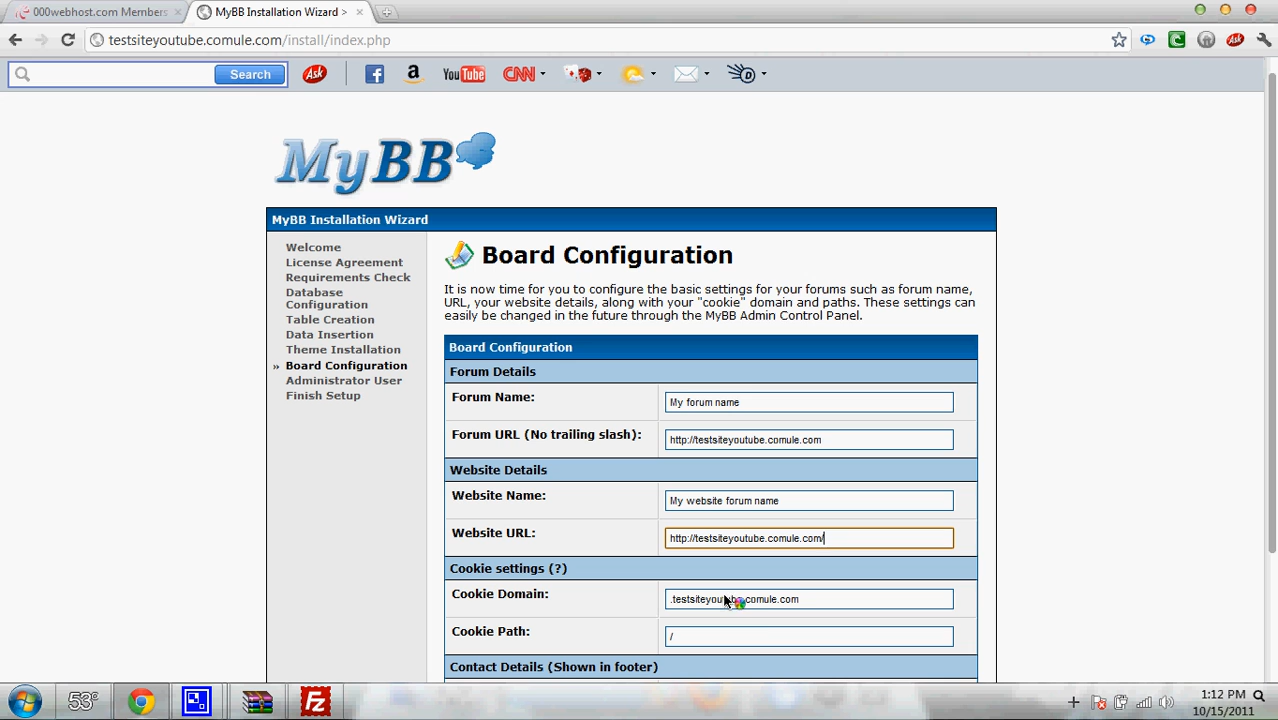 000webhost.com Members
MyBB Installation Wizard >
testsiteyoutube.comule.com/install/index.php
Search
Ask
a
YouTube
CNN
D
Ask
MyBB
MyBB Installation Wizard
Welcome
License Agreement
Requirements Check
Database
Configuration
Table Creation
Data Insertion
Theme Installation
» Board Configuration
Administrator User
Finish Setup
Board Configuration
It is now time for you to configure the basic settings for your forums such as forum name,
URL, your website details, along with your "cookie" domain and paths. These settings can
easily be changed in the future through the MyBB Admin Control Panel.
Board Configuration
Forum Details
Forum Name:
My forum name
Forum URL (No trailing slash):
http://testsiteyoutube.comule.com
Website Details
Website Name:
My website forum name
Website URL:
http://testsiteyoutube.comule.com/
Cookie settings (?)
Cookie Domain:
.testsiteyoutube.comule.com
Cookie Path:
/
Contact Details (Shown in footer)
53°
Fz
1:12 PM
10/15/2011